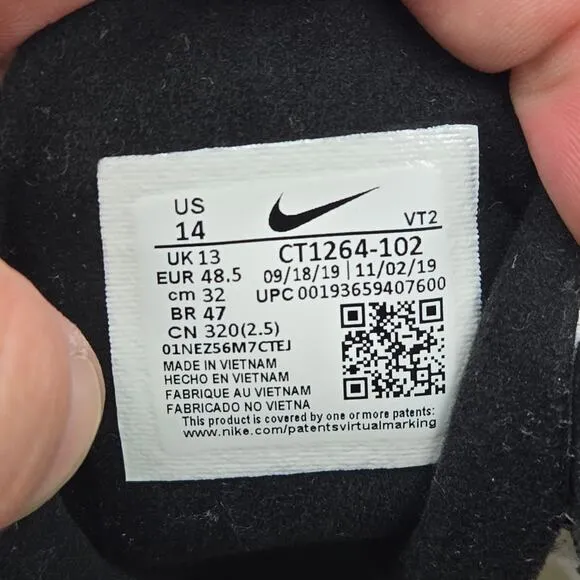 US
14
VT2
UK 13
CT1264-102
EUR 48.5
09/18/19 | 11/02/19
cm 32
UPC 00193659407600
BR 47
CN 320(2.5)
01NEZ56M7CTEJ
MADE IN VIETNAM
HECHO EN VIETNAM
FABRIQUE AU VIETNAM
FABRICADO NO VIETNA
This product is covered by one or more patents:
www.nike.com/patentsvirtualmarking